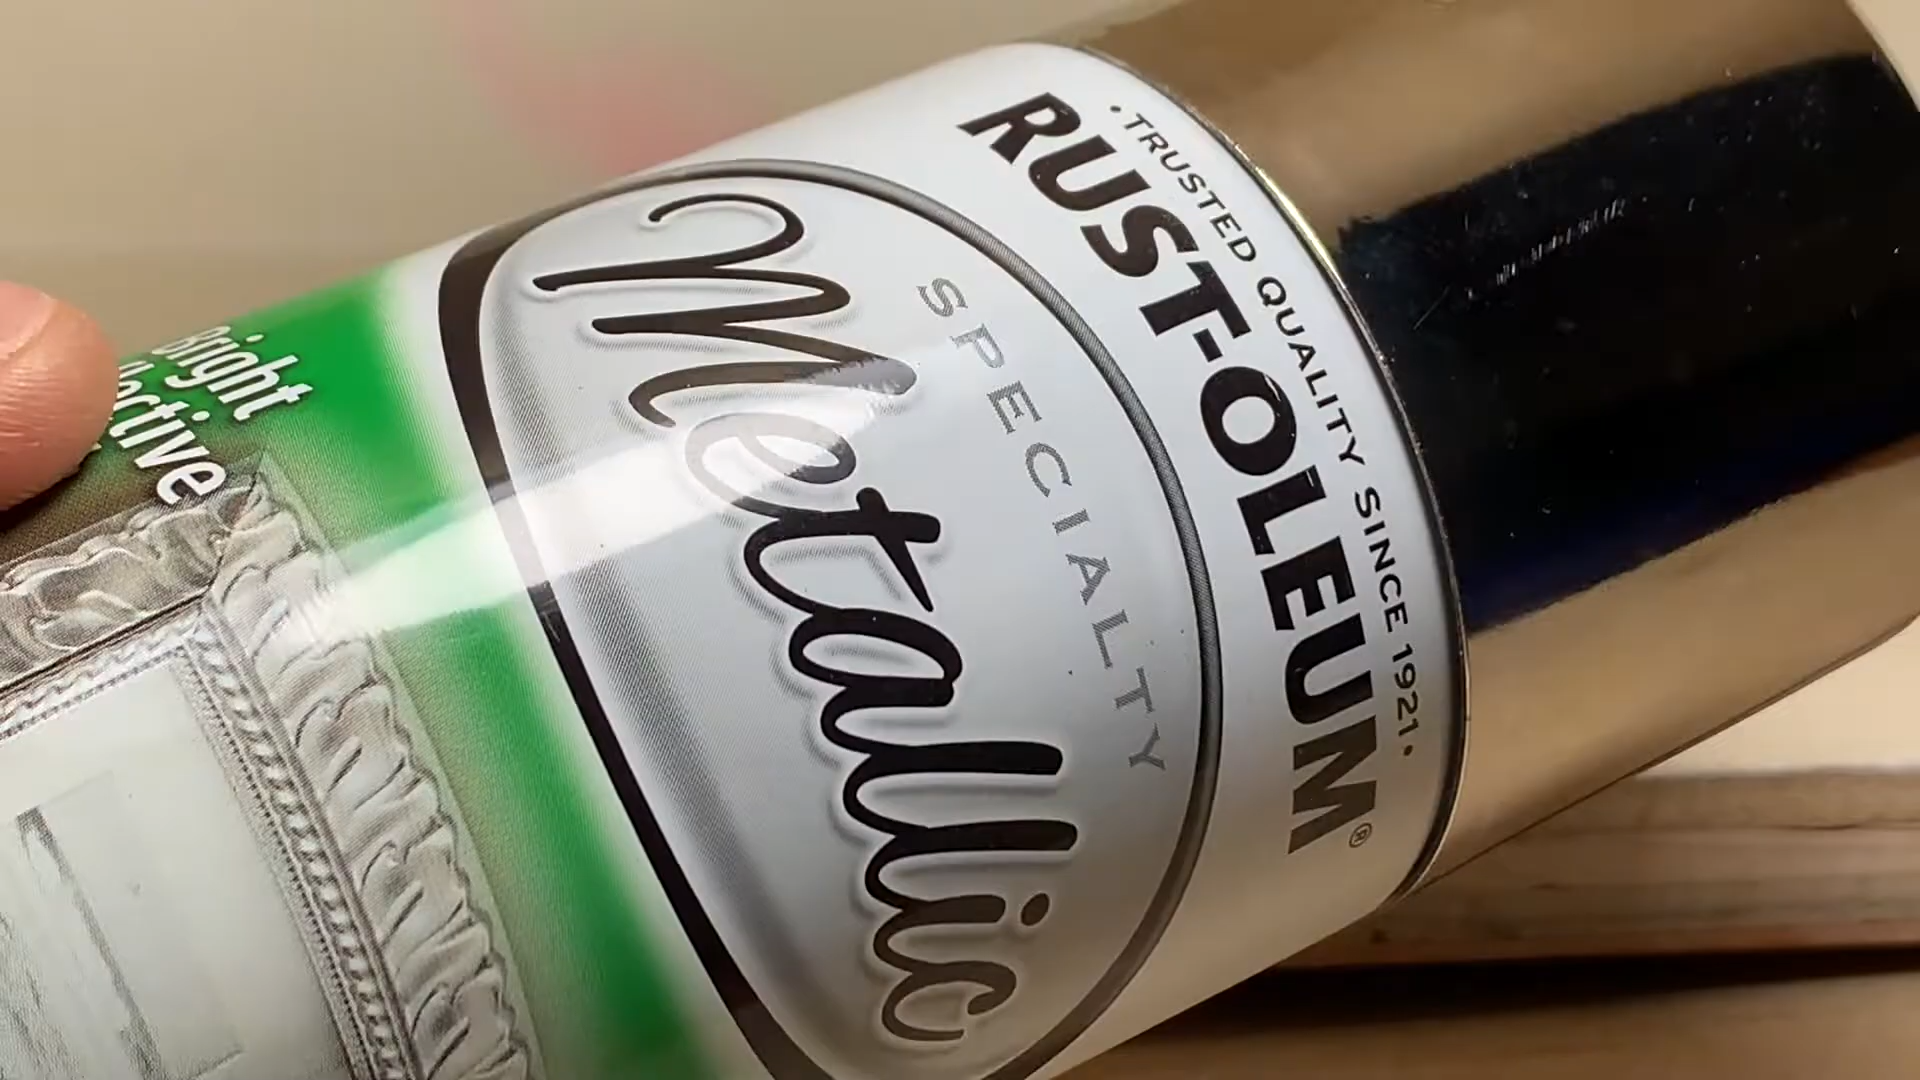 • TRUSTED QUALITY SINCE 1921 •
RUST-OLEUM®
SPECIALTY
Metallic
Bright